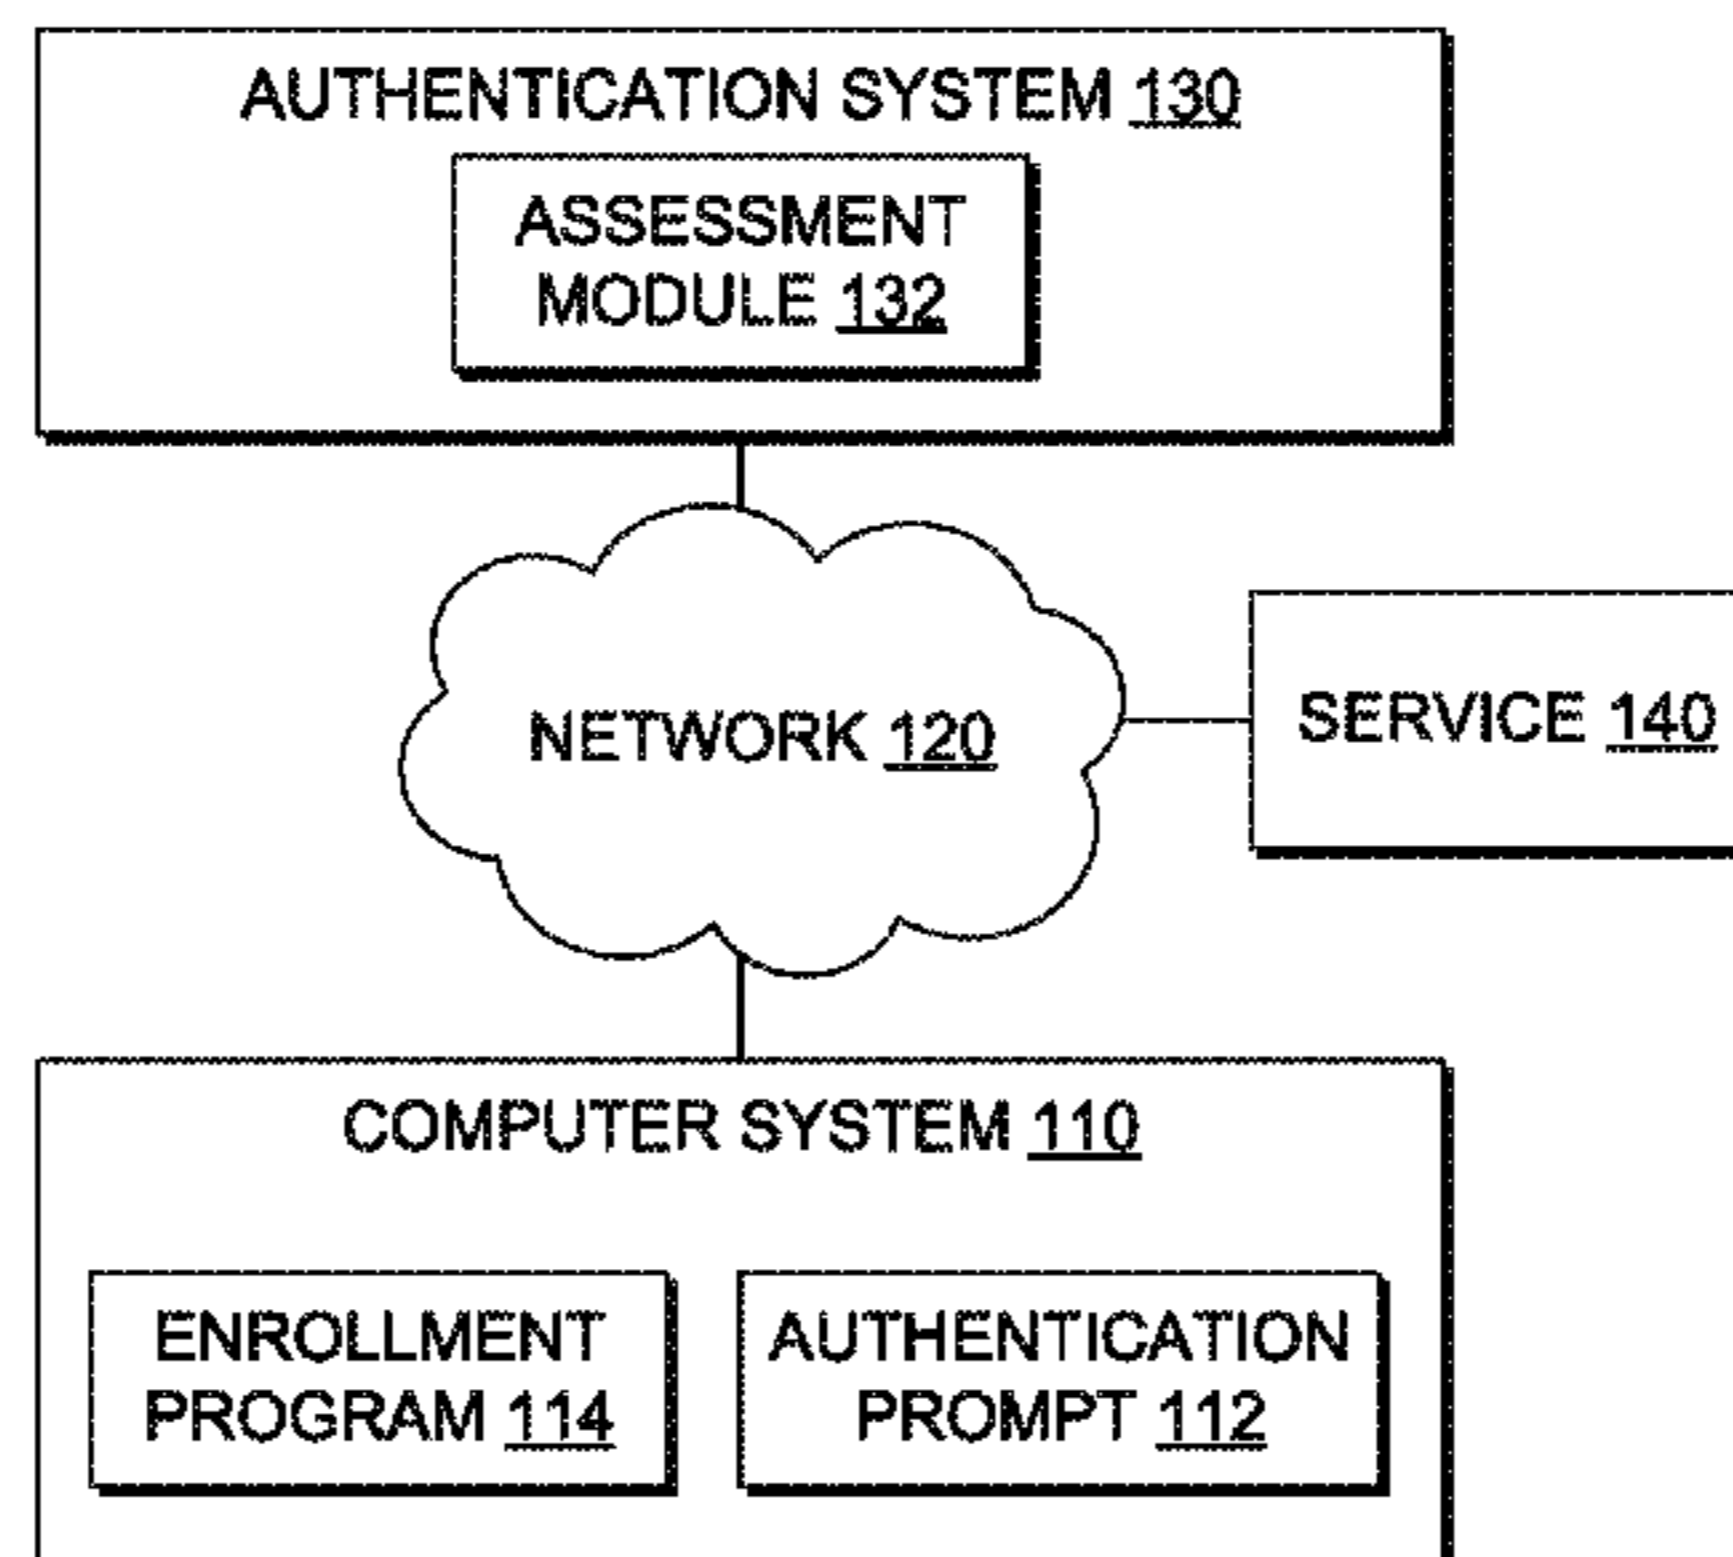 AUTHENTICATION SYSTEM 130
ASSESSMENT
MODULE 132
NETWORK 120
SERVICE 140
COMPUTER SYSTEM 110
ENROLLMENT
PROGRAM 114
AUTHENTICATION
PROMPT 112